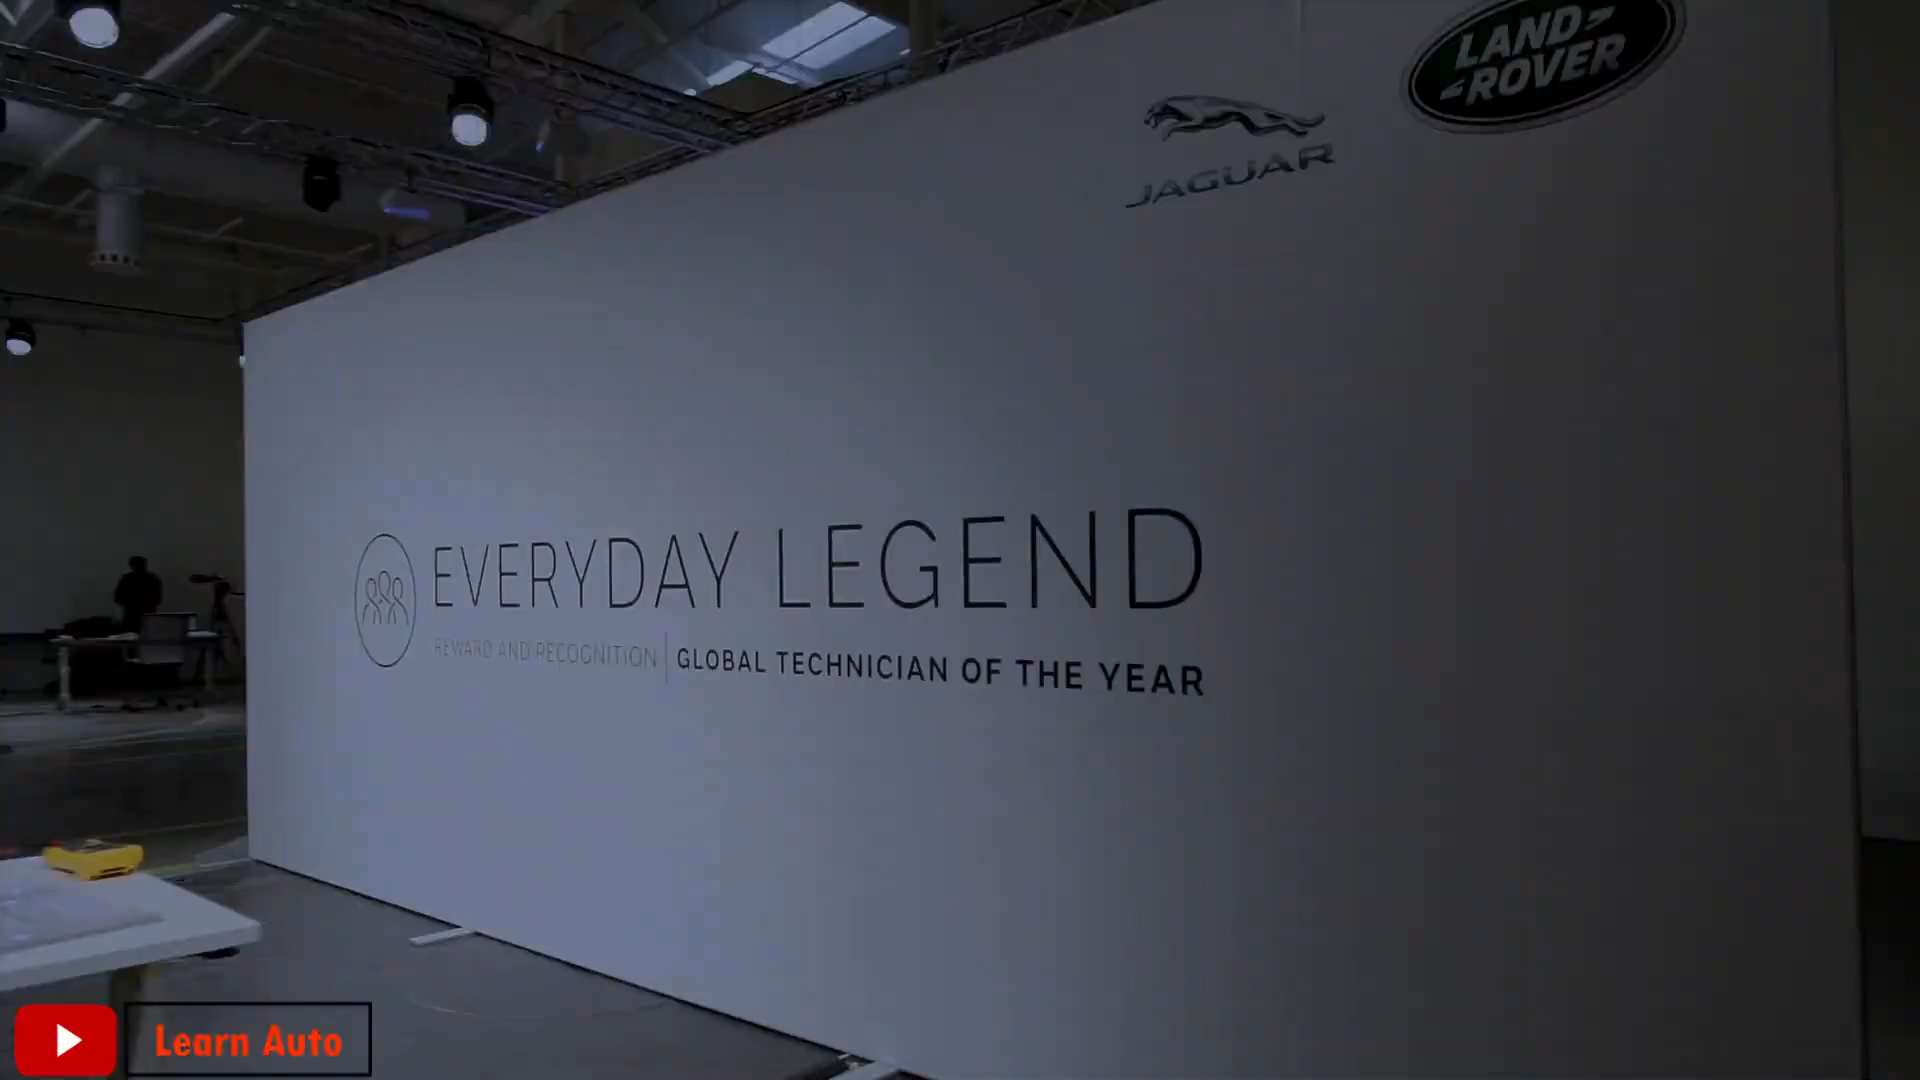 LAND
ROVER
JAGUAR
EVERYDAY LEGEND
REWARD AND RECOGNITION | GLOBAL TECHNICIAN OF THE YEAR
Learn Auto